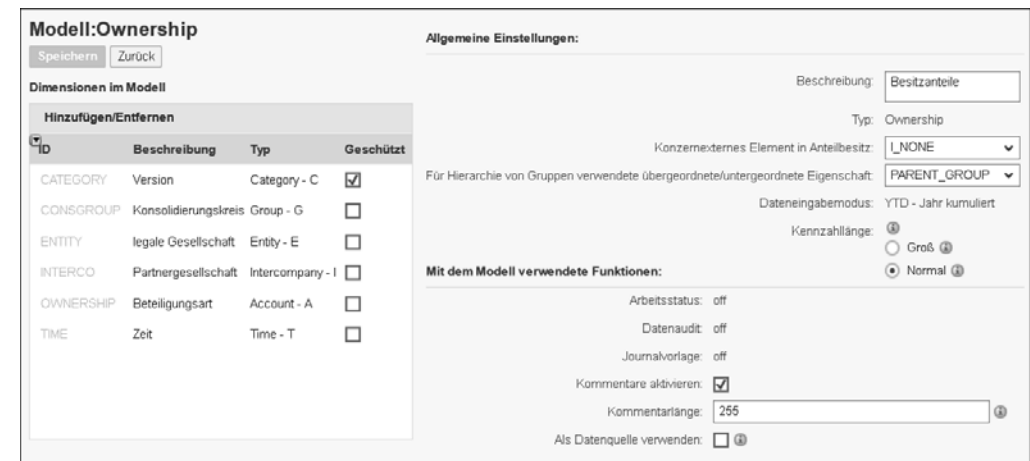 Modell:Ownership
Speichern Zurück
Dimensionen im Modell
Hinzufügen/Entfernen
ID Beschreibung Typ Geschützt
CATEGORY Version Category - C
CONSGROUP Konsolidierungskreis Group - G
ENTITY legale Gesellschaft Entity - E
INTERCO Partnergesellschaft Intercompany - I
OWNERSHIP Beteiligungsart Account - A
TIME Zeit Time - T
Allgemeine Einstellungen:
Beschreibung: Besitzanteile
Typ: Ownership
Konzernexternes Element in Anteilbesitz: I_NONE
Für Hierarchie von Gruppen verwendete übergeordnete/untergeordnete Eigenschaft: PARENT_GROUP
Dateneingabemodus: YTD - Jahr kumuliert
Kennzahllänge:
Groß
Normal
Mit dem Modell verwendete Funktionen:
Arbeitsstatus: off
Datenaudit: off
Journalvorlage: off
Kommentare aktivieren:
Kommentarlänge: 255
Als Datenquelle verwenden: